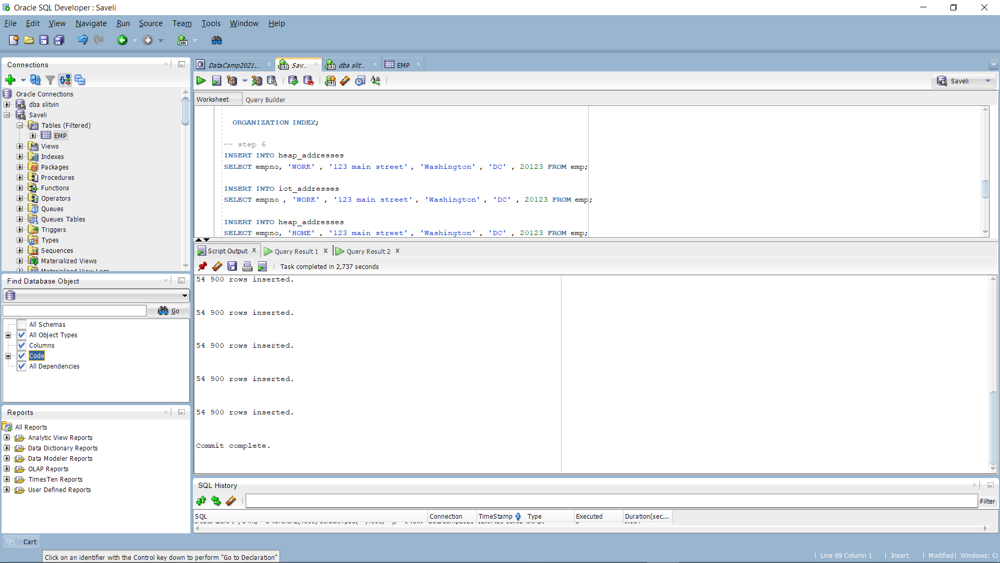 Oracle SQL Developer : Saveli
File Edit View Navigate Run Source Team Tools Window Help
Connections
Oracle Connections
dba slitvin
Saveli
Tables (Filtered)
EMP
Views
Indexes
Packages
Procedures
Functions
Operators
Queues
Queues Tables
Triggers
Types
Sequences
Materialized Views
Materialized View Logs
Find Database Object
Go
All Schemas
All Object Types
Columns
Code
All Dependencies
Reports
All Reports
Analytic View Reports
Data Dictionary Reports
Data Modeler Reports
OLAP Reports
TimesTen Reports
User Defined Reports
Cart
DataCamp2021.... Sav... dba slit.. EMP
Saveli
Worksheet Query Builder
ORGANIZATION INDEX;
-- step 6
INSERT INTO heap_addresses
SELECT empno, 'WORK' , '123 main street' , 'Washington' , 'DC' , 20123 FROM emp;
INSERT INTO iot_addresses
SELECT empno , 'WORK' , '123 main street' , 'Washington' , 'DC' , 20123 FROM emp;
INSERT INTO heap_addresses
SELECT empno, 'HOME' , '123 main street' , 'Washington' , 'DC' , 20123 FROM emp;
Script Output Query Result 1 Query Result 2
Task completed in 2,737 seconds
54 900 rows inserted.
54 900 rows inserted.
54 900 rows inserted.
54 900 rows inserted.
54 900 rows inserted.
Commit complete.
SQL History
Filter
SQL Connection TimeStamp Type Executed Duration(sec...
Click on an identifier with the Control key down to perform "Go to Declaration"
Line 69 Column 1 Insert Modified Windows: Cl